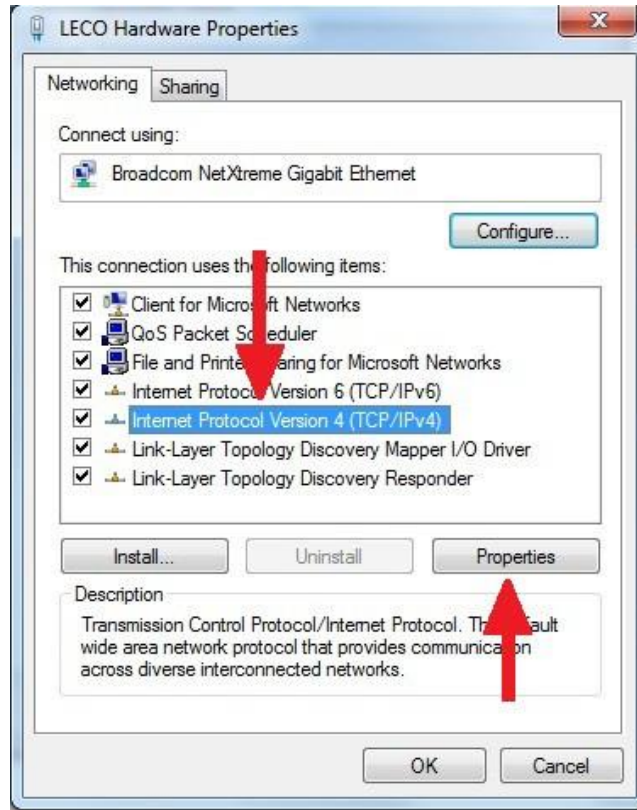 LECO Hardware Properties
Networking
Sharing
Connect using:
Broadcom NetXtreme Gigabit Ethernet
Configure...
This connection uses the following items:
Client for Microsoft Networks
QoS Packet Scheduler
File and Printer Sharing for Microsoft Networks
Internet Protocol Version 6 (TCP/IPv6)
Internet Protocol Version 4 (TCP/IPv4)
Link-Layer Topology Discovery Mapper I/O Driver
Link-Layer Topology Discovery Responder
Install...
Uninstall
Properties
Description
Transmission Control Protocol/Internet Protocol. The default
wide area network protocol that provides communication
across diverse interconnected networks.
OK
Cancel